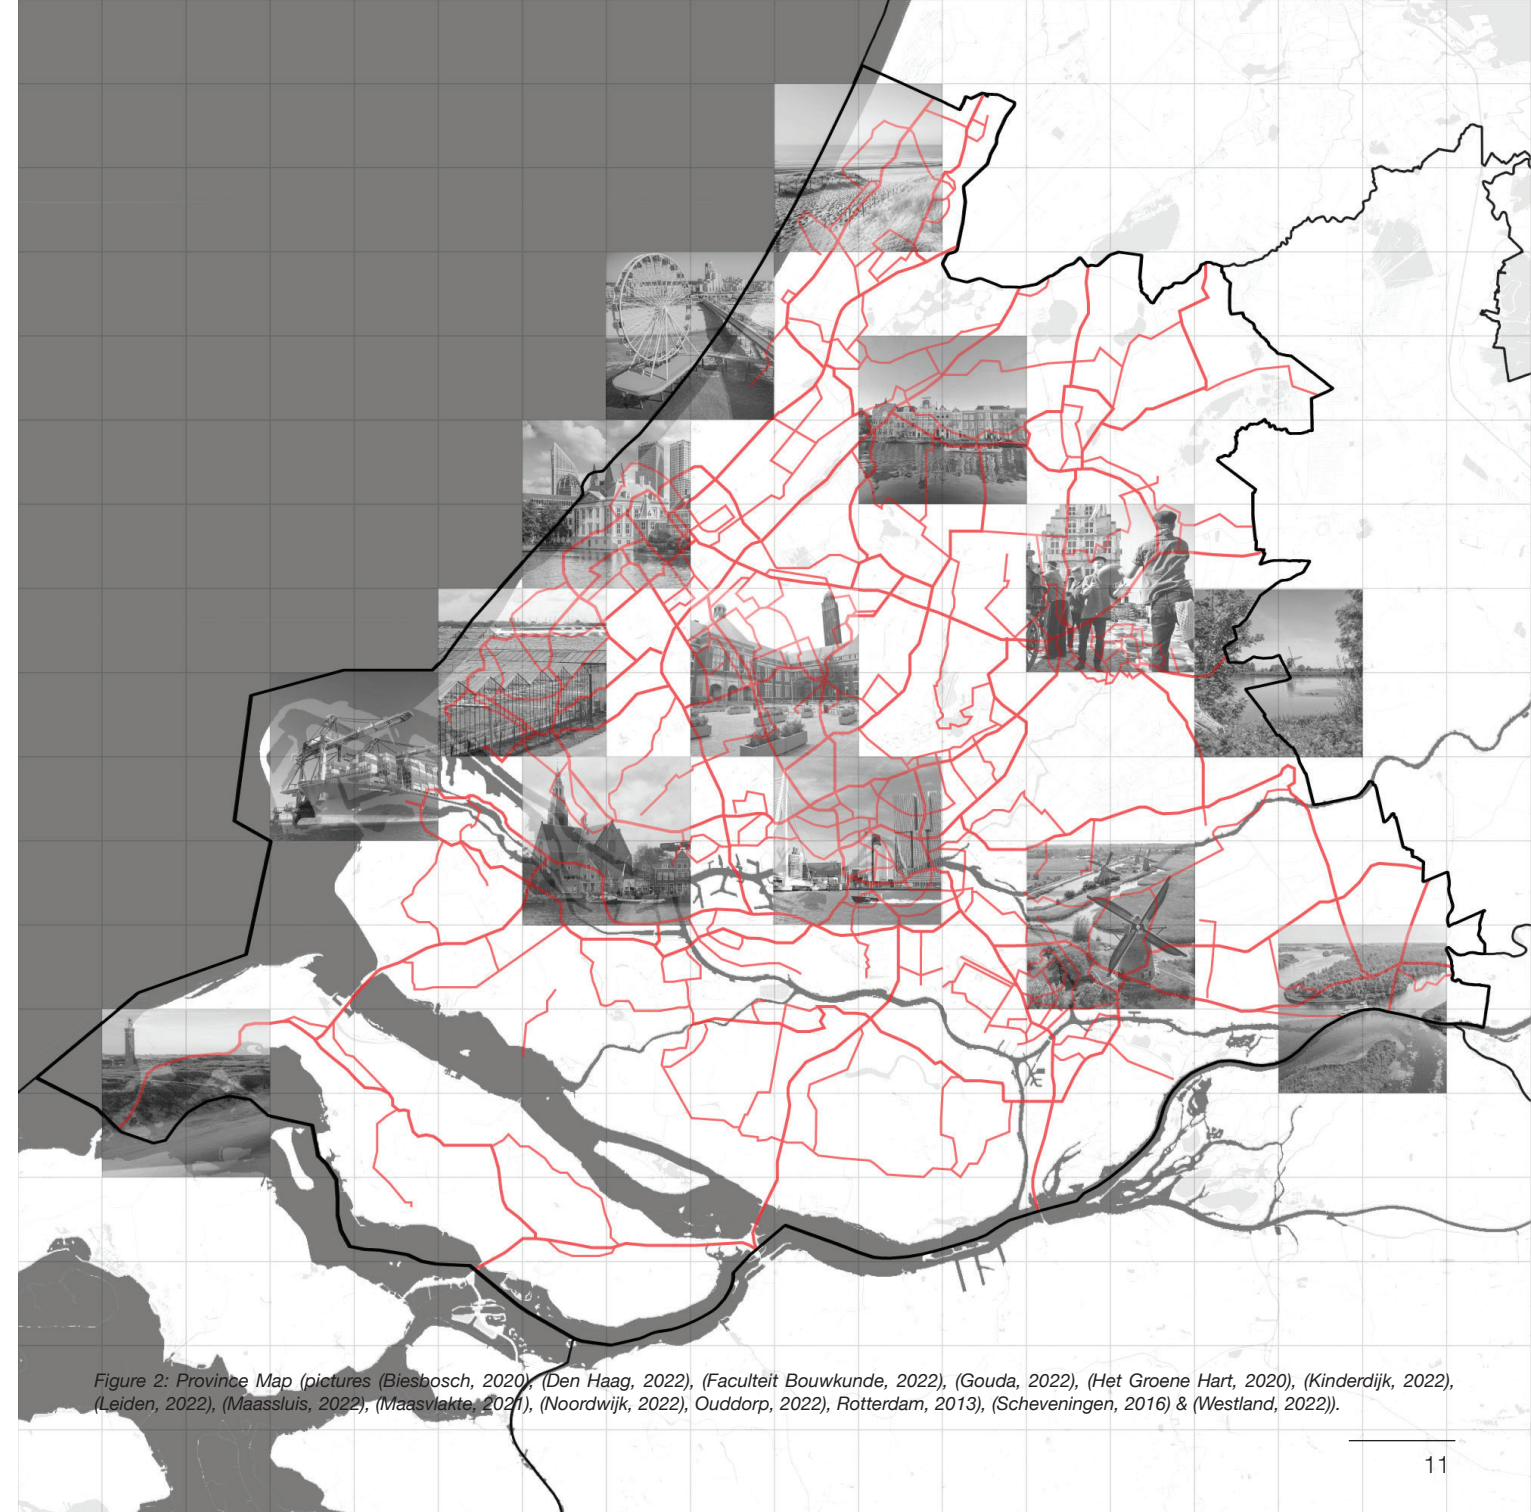 Figure 2: Province Map (pictures (Biesbosch, 2020), (Den Haag, 2022), (Faculteit Bouwkunde, 2022), (Gouda, 2022), (Het Groene Hart, 2020), (Kinderdijk, 2022),
(Leiden, 2022), (Maassluis, 2022), (Maasvlakte, 2021), (Noordwijk, 2022), Ouddorp, 2022), Rotterdam, 2013), (Scheveningen, 2016) & (Westland, 2022)).
11